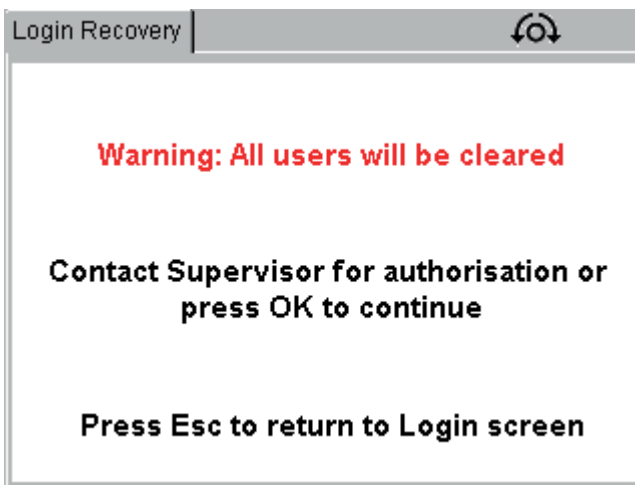 Login Recovery
Warning: All users will be cleared
Contact Supervisor for authorisation or
press OK to continue
Press Esc to return to Login screen